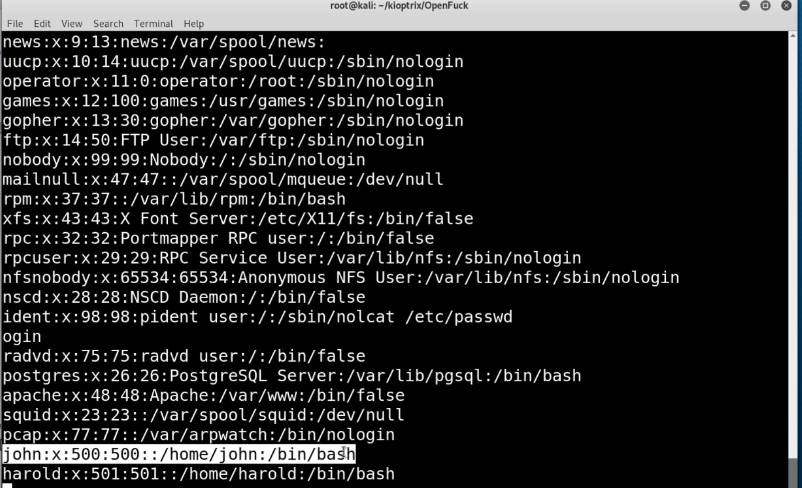 root@kali: ~/kioptrix/OpenFuck
File Edit View Search Terminal Help
news:x:9:13:news:/var/spool/news:
uucp:x:10:14:uucp:/var/spool/uucp:/sbin/nologin
operator:x:11:0:operator:/root:/sbin/nologin
games:x:12:100:games:/usr/games:/sbin/nologin
gopher:x:13:30:gopher:/var/gopher:/sbin/nologin
ftp:x:14:50:FTP User:/var/ftp:/sbin/nologin
nobody:x:99:99:Nobody:/:/sbin/nologin
mailnull:x:47:47::/var/spool/mqueue:/dev/null
rpm:x:37:37::/var/lib/rpm:/bin/bash
xfs:x:43:43:X Font Server:/etc/X11/fs:/bin/false
rpc:x:32:32:Portmapper RPC user:/:/bin/false
rpcuser:x:29:29:RPC Service User:/var/lib/nfs:/sbin/nologin
nfsnobody:x:65534:65534:Anonymous NFS User:/var/lib/nfs:/sbin/nologin
nscd:x:28:28:NSCD Daemon:/:/bin/false
ident:x:98:98:pident user:/:/sbin/nolcat /etc/passwd
ogin
radvd:x:75:75:radvd user:/:/bin/false
postgres:x:26:26:PostgreSQL Server:/var/lib/pgsql:/bin/bash
apache:x:48:48:Apache:/var/www:/bin/false
squid:x:23:23::/var/spool/squid:/dev/null
pcap:x:77:77::/var/arpwatch:/bin/nologin
john:x:500:500::/home/john:/bin/bash
harold:x:501:501::/home/harold:/bin/bash